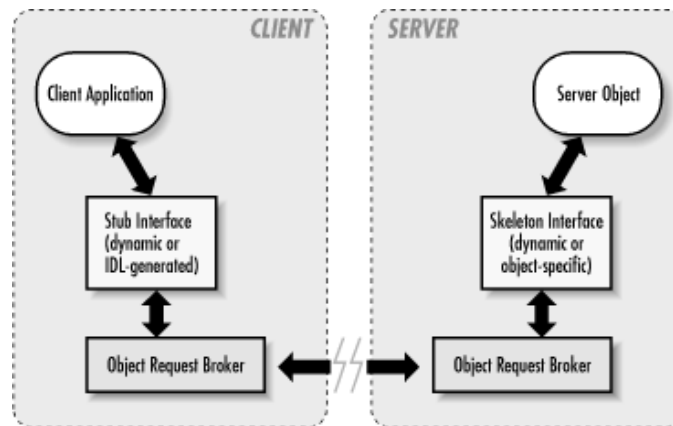 CLIENT
Client Application
Stub Interface
(dynamic or
IDL-generated)
Object Request Broker
SERVER
Server Object
Skeleton Interface
(dynamic or
object-specific)
Object Request Broker